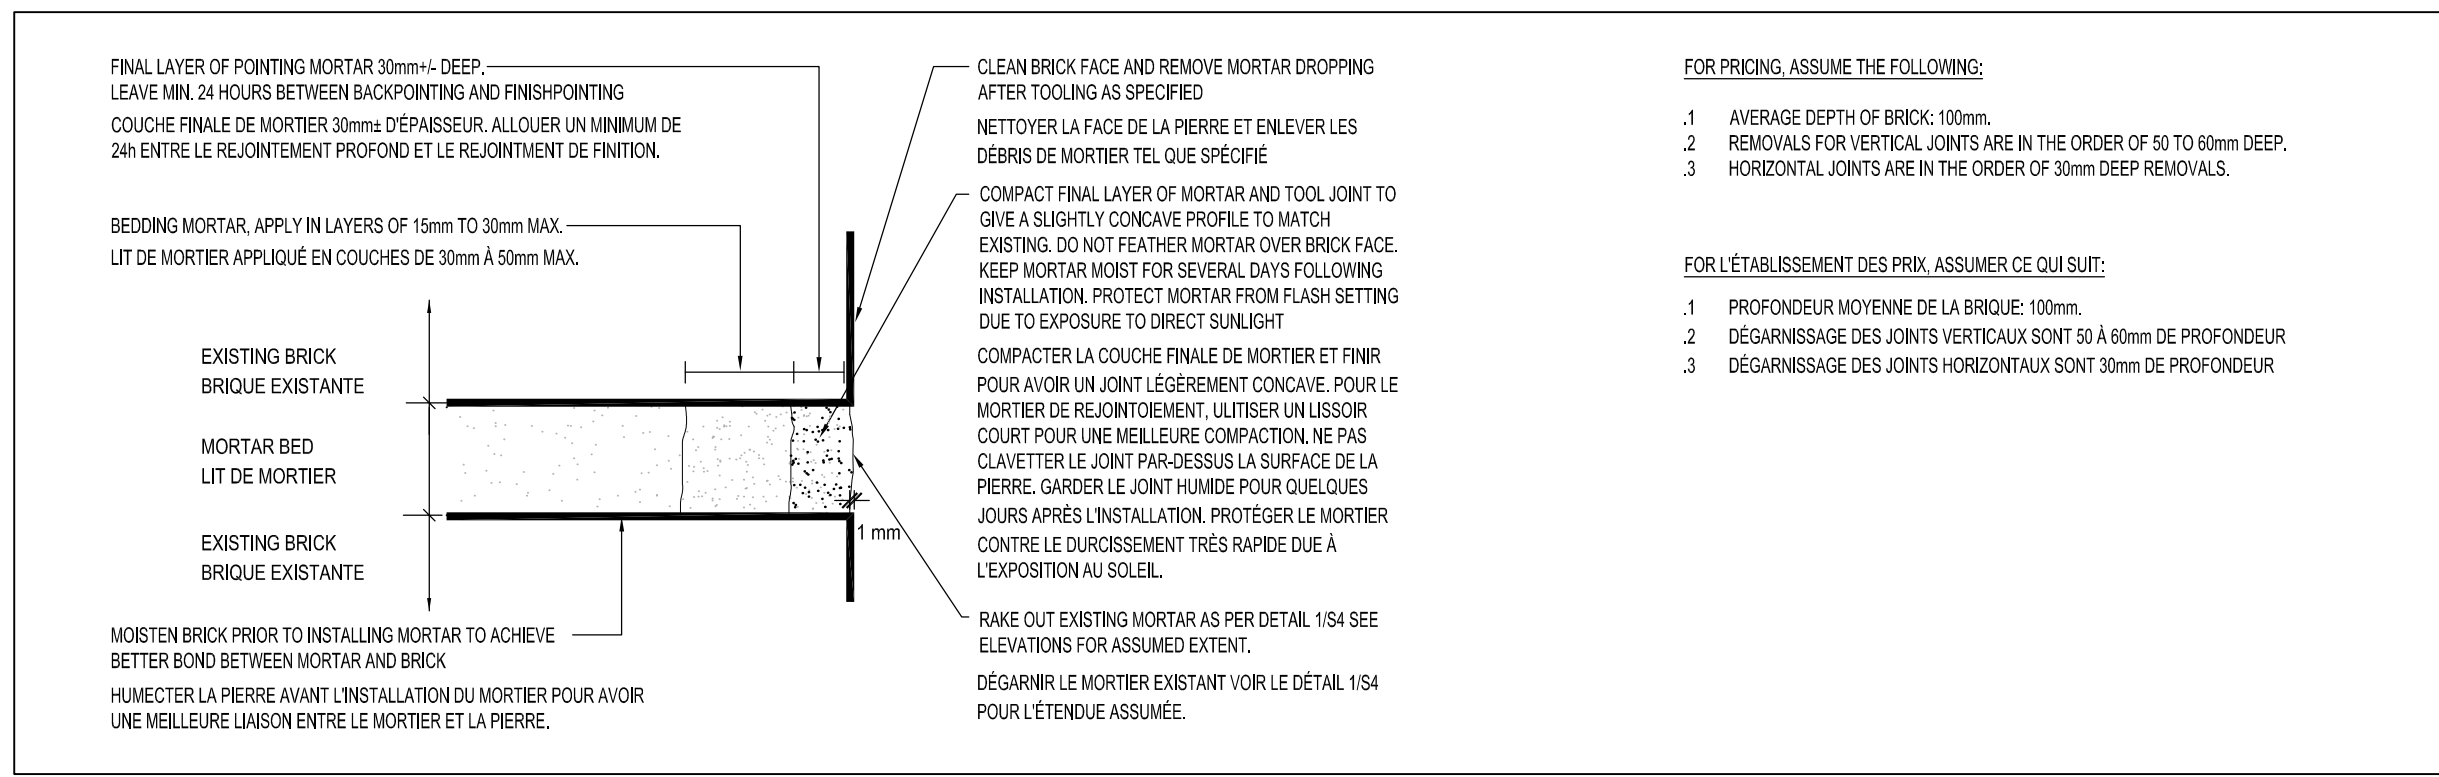 FINAL LAYER OF POINTING MORTAR 30mm+/- DEEP.
LEAVE MIN. 24 HOURS BETWEEN BACKPOINTING AND FINISHPOINTING
COUCHE FINALE DE MORTIER 30mm± D'ÉPAISSEUR. ALLOUER UN MINIMUM DE
24h ENTRE LE REJOINTEMENT PROFOND ET LE REJOINTMENT DE FINITION.
BEDDING MORTAR, APPLY IN LAYERS OF 15mm TO 30mm MAX.
LIT DE MORTIER APPLIQUÉ EN COUCHES DE 30mm À 50mm MAX.
EXISTING BRICK
BRIQUE EXISTANTE
MORTAR BED
LIT DE MORTIER
EXISTING BRICK
BRIQUE EXISTANTE
1 mm
MOISTEN BRICK PRIOR TO INSTALLING MORTAR TO ACHIEVE
BETTER BOND BETWEEN MORTAR AND BRICK
HUMECTER LA PIERRE AVANT L'INSTALLATION DU MORTIER POUR AVOIR
UNE MEILLEURE LIAISON ENTRE LE MORTIER ET LA PIERRE.
CLEAN BRICK FACE AND REMOVE MORTAR DROPPING
AFTER TOOLING AS SPECIFIED
NETTOYER LA FACE DE LA PIERRE ET ENLEVER LES
DÉBRIS DE MORTIER TEL QUE SPÉCIFIÉ
COMPACT FINAL LAYER OF MORTAR AND TOOL JOINT TO
GIVE A SLIGHTLY CONCAVE PROFILE TO MATCH
EXISTING. DO NOT FEATHER MORTAR OVER BRICK FACE.
KEEP MORTAR MOIST FOR SEVERAL DAYS FOLLOWING
INSTALLATION. PROTECT MORTAR FROM FLASH SETTING
DUE TO EXPOSURE TO DIRECT SUNLIGHT
COMPACTER LA COUCHE FINALE DE MORTIER ET FINIR
POUR AVOIR UN JOINT LÉGÈREMENT CONCAVE. POUR LE
MORTIER DE REJOINTOIEMENT, ULITISER UN LISSOIR
COURT POUR UNE MEILLEURE COMPACTION. NE PAS
CLAVETTER LE JOINT PAR-DESSUS LA SURFACE DE LA
PIERRE. GARDER LE JOINT HUMIDE POUR QUELQUES
JOURS APRÈS L'INSTALLATION. PROTÉGER LE MORTIER
CONTRE LE DURCISSEMENT TRÈS RAPIDE DUE À
L'EXPOSITION AU SOLEIL.
RAKE OUT EXISTING MORTAR AS PER DETAIL 1/S4 SEE
ELEVATIONS FOR ASSUMED EXTENT.
DÉGARNIR LE MORTIER EXISTANT VOIR LE DÉTAIL 1/S4
POUR L'ÉTENDUE ASSUMÉE.
FOR PRICING, ASSUME THE FOLLOWING:
.1 AVERAGE DEPTH OF BRICK: 100mm.
.2 REMOVALS FOR VERTICAL JOINTS ARE IN THE ORDER OF 50 TO 60mm DEEP.
.3 HORIZONTAL JOINTS ARE IN THE ORDER OF 30mm DEEP REMOVALS.
FOR L'ÉTABLISSEMENT DES PRIX, ASSUMER CE QUI SUIT:
.1 PROFONDEUR MOYENNE DE LA BRIQUE: 100mm.
.2 DÉGARNISSAGE DES JOINTS VERTICAUX SONT 50 À 60mm DE PROFONDEUR
.3 DÉGARNISSAGE DES JOINTS HORIZONTAUX SONT 30mm DE PROFONDEUR